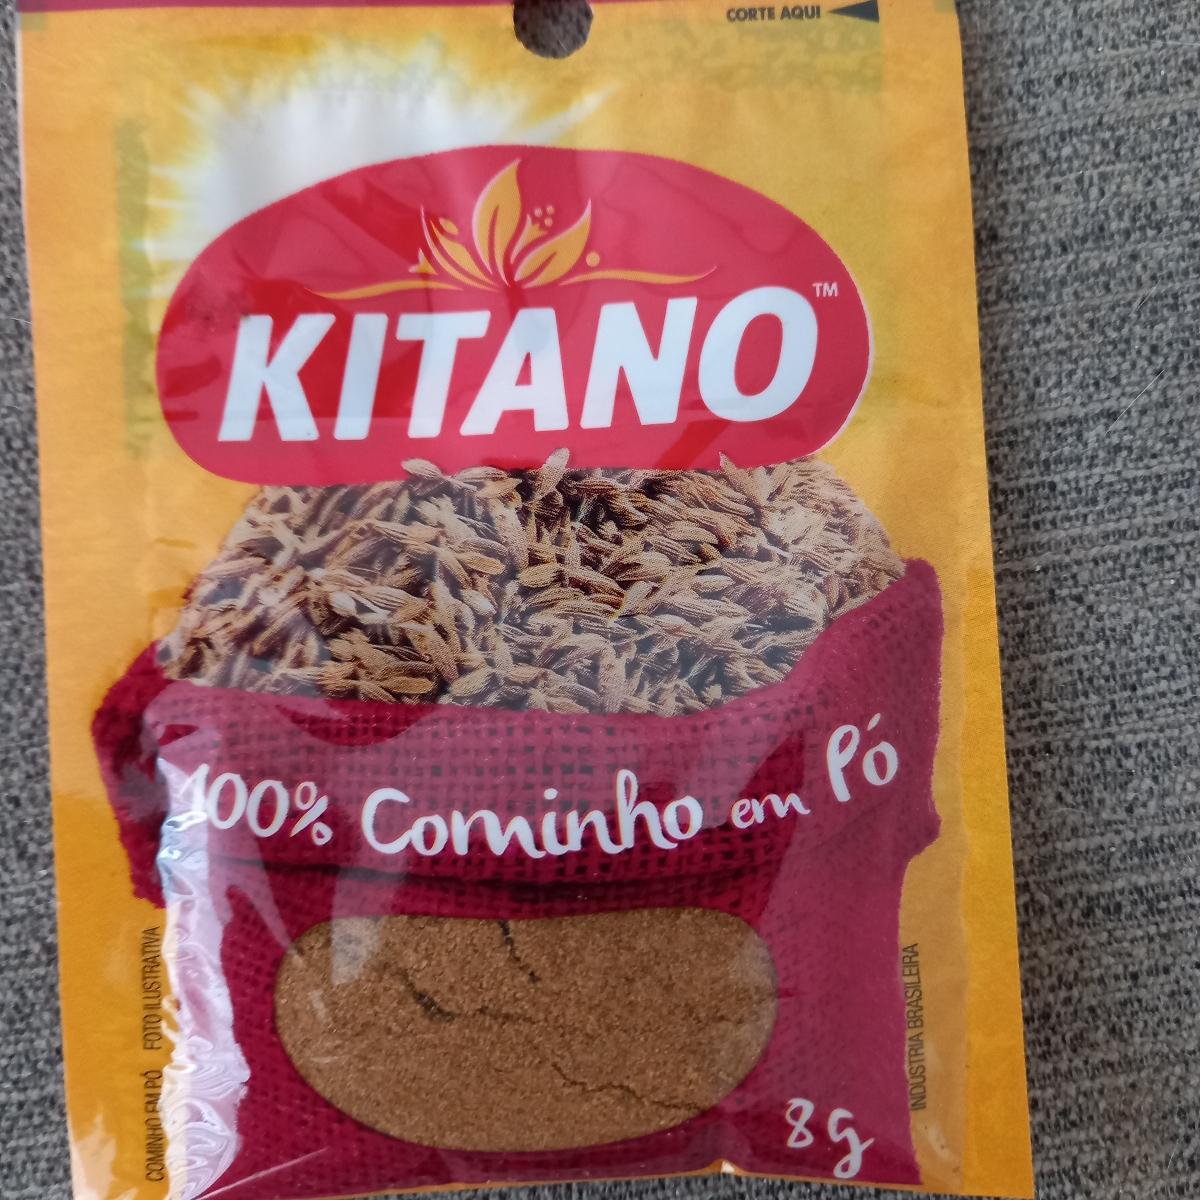 CORTE AQUI
KITANO™
100% Cominho em Pó
COMINHO EM PÓ FOTO ILUSTRATIVA
INDÚSTRIA BRASILEIRA
8g